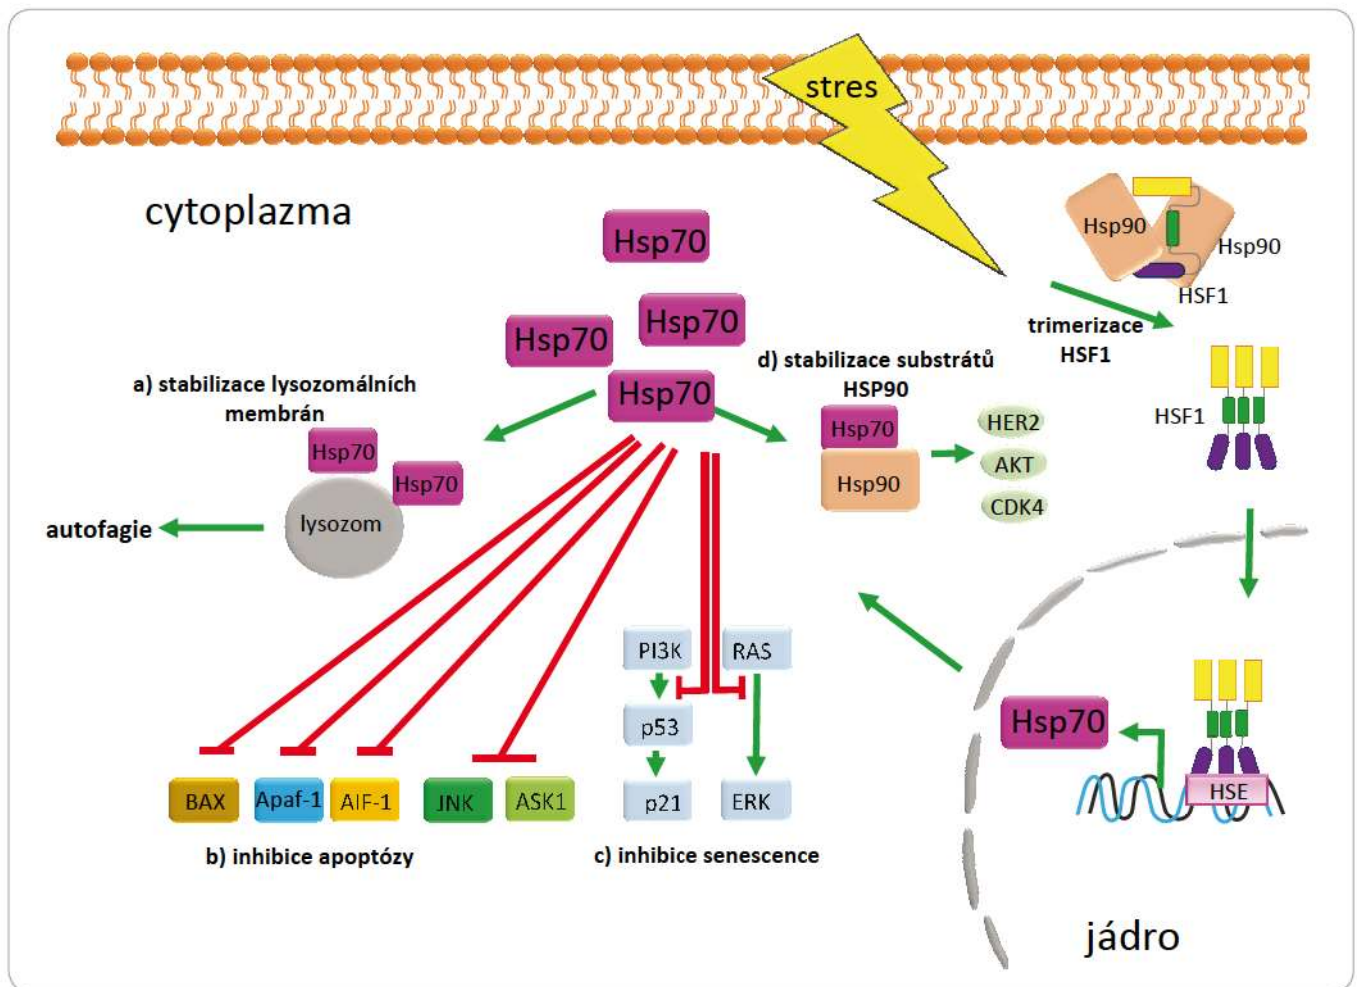 stres
cytoplazma
Hsp70
Hsp90
Hsp90
HSF1
Hsp70
Hsp70
trimerizace
HSF1
a) stabilizace lysozomálních
membrán
Hsp70
d) stabilizace substrátů
HSP90
HSF1
Hsp70
Hsp70
lysozom
autofagie
Hsp70
Hsp90
HER2
AKT
CDK4
PI3K
RAS
p53
p21
ERK
BAX
Apaf-1
AIF-1
JNK
ASK1
b) inhibice apoptózy
c) inhibice senescence
Hsp70
HSE
jádro